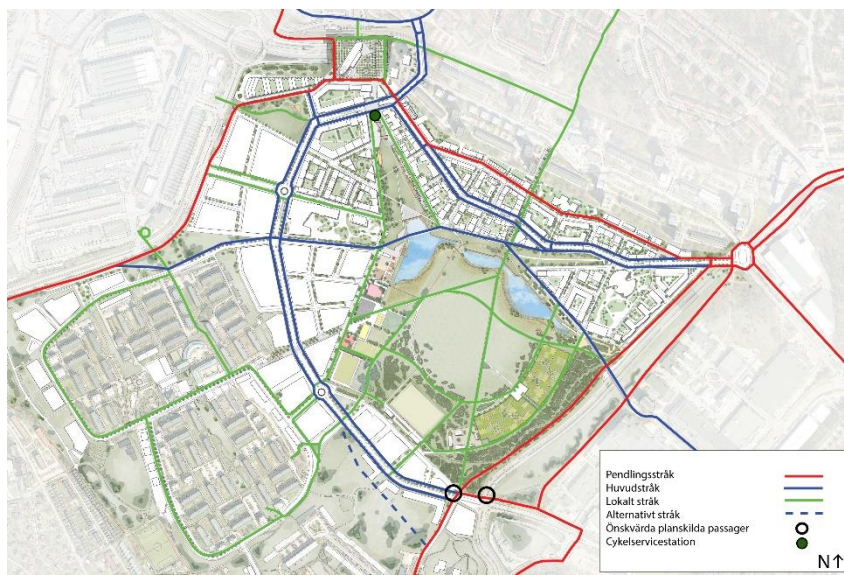 Pendlingsstråk
Huvudstråk
Lokalt stråk
Alternativt stråk
Önskvärda planskilda passager
Cykelservicestation
N↑